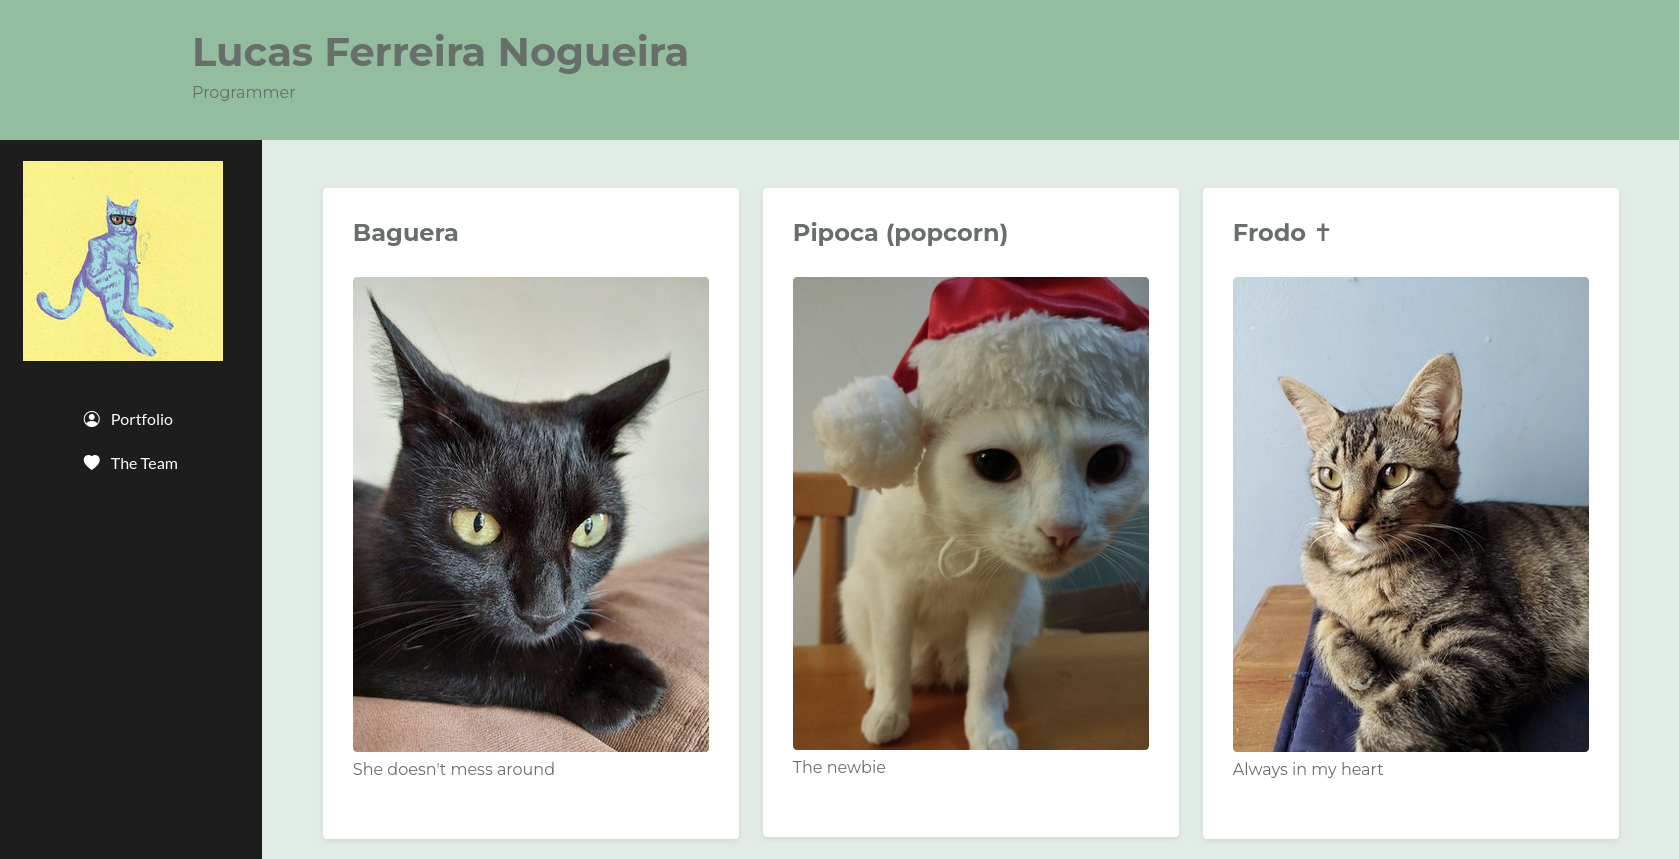 Lucas Ferreira Nogueira
Programmer
Portfolio
The Team
Baguera
She doesn't mess around
Pipoca (popcorn)
The newbie
Frodo ✝
Always in my heart